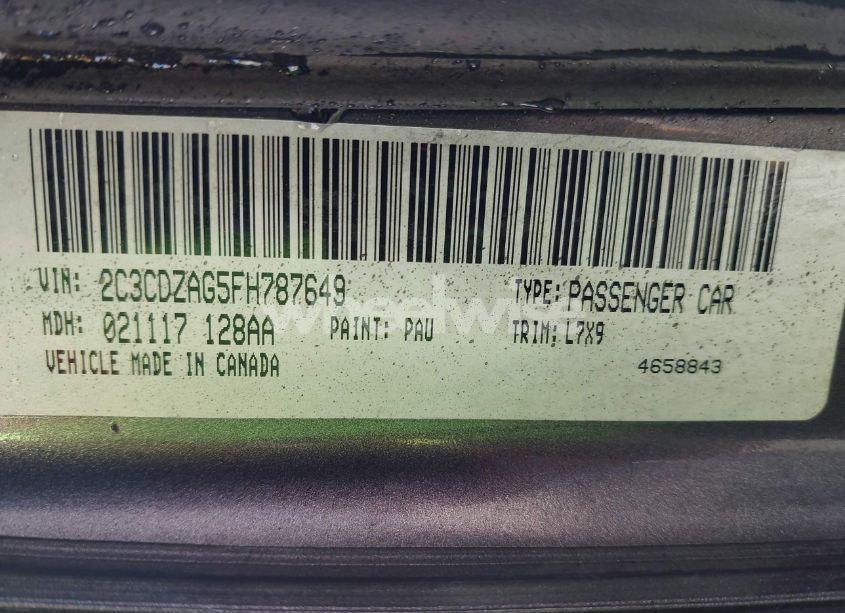 VIN: 2C3CDZAG5FH787649 TYPE: PASSENGER CAR
MDH: 021117 128AA PAINT: PAU TRIM: L7X9
VEHICLE MADE IN CANADA 4658843